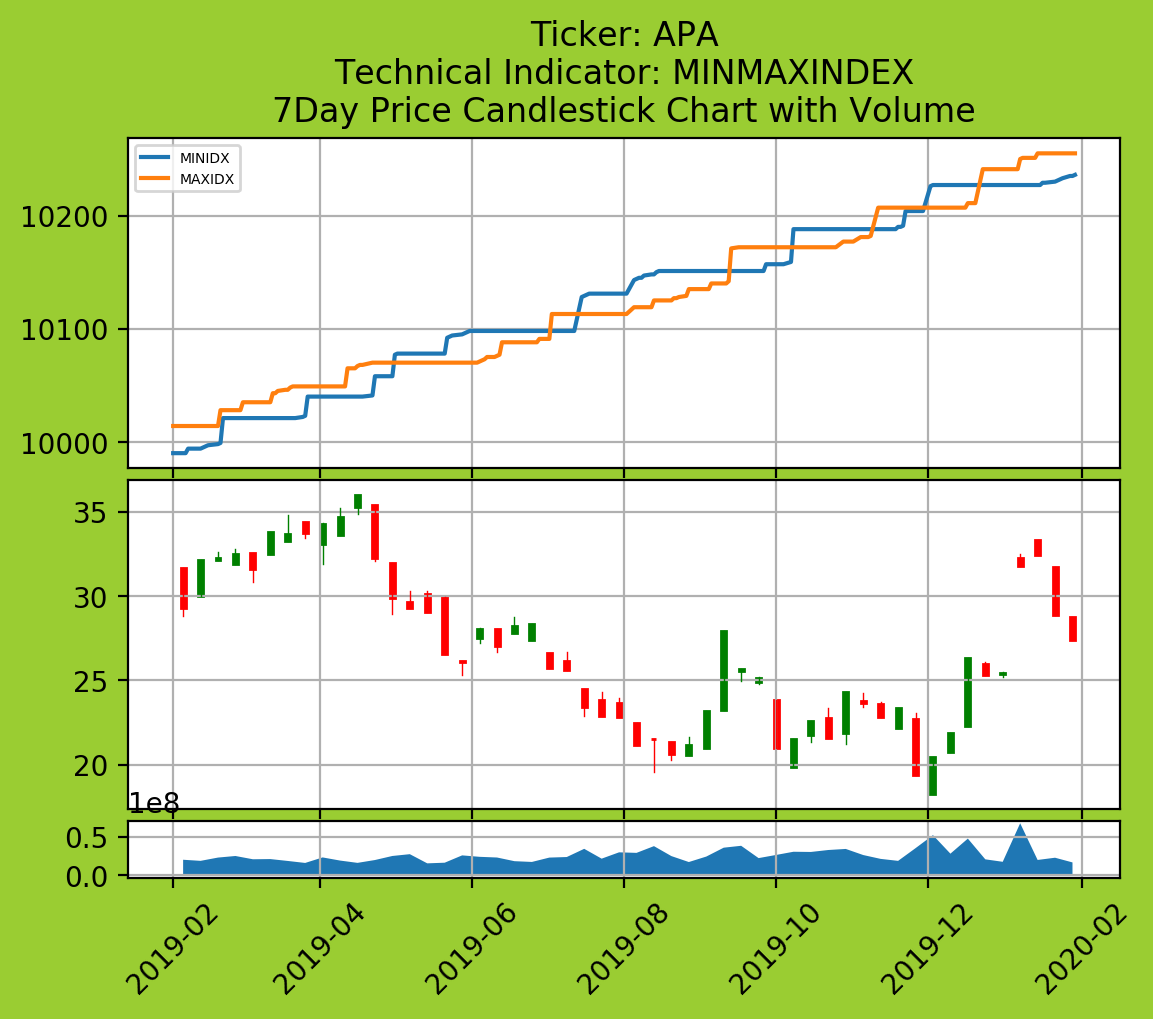 Ticker: APA
Technical Indicator: MINMAXINDEX
7Day Price Candlestick Chart with Volume
MINIDX
MAXIDX
10200
10100
10000
35
30
25
20
1e8
0.5
0.0
2019-02
2019-04
2019-06
2019-08
2019-10
2019-12
2020-02